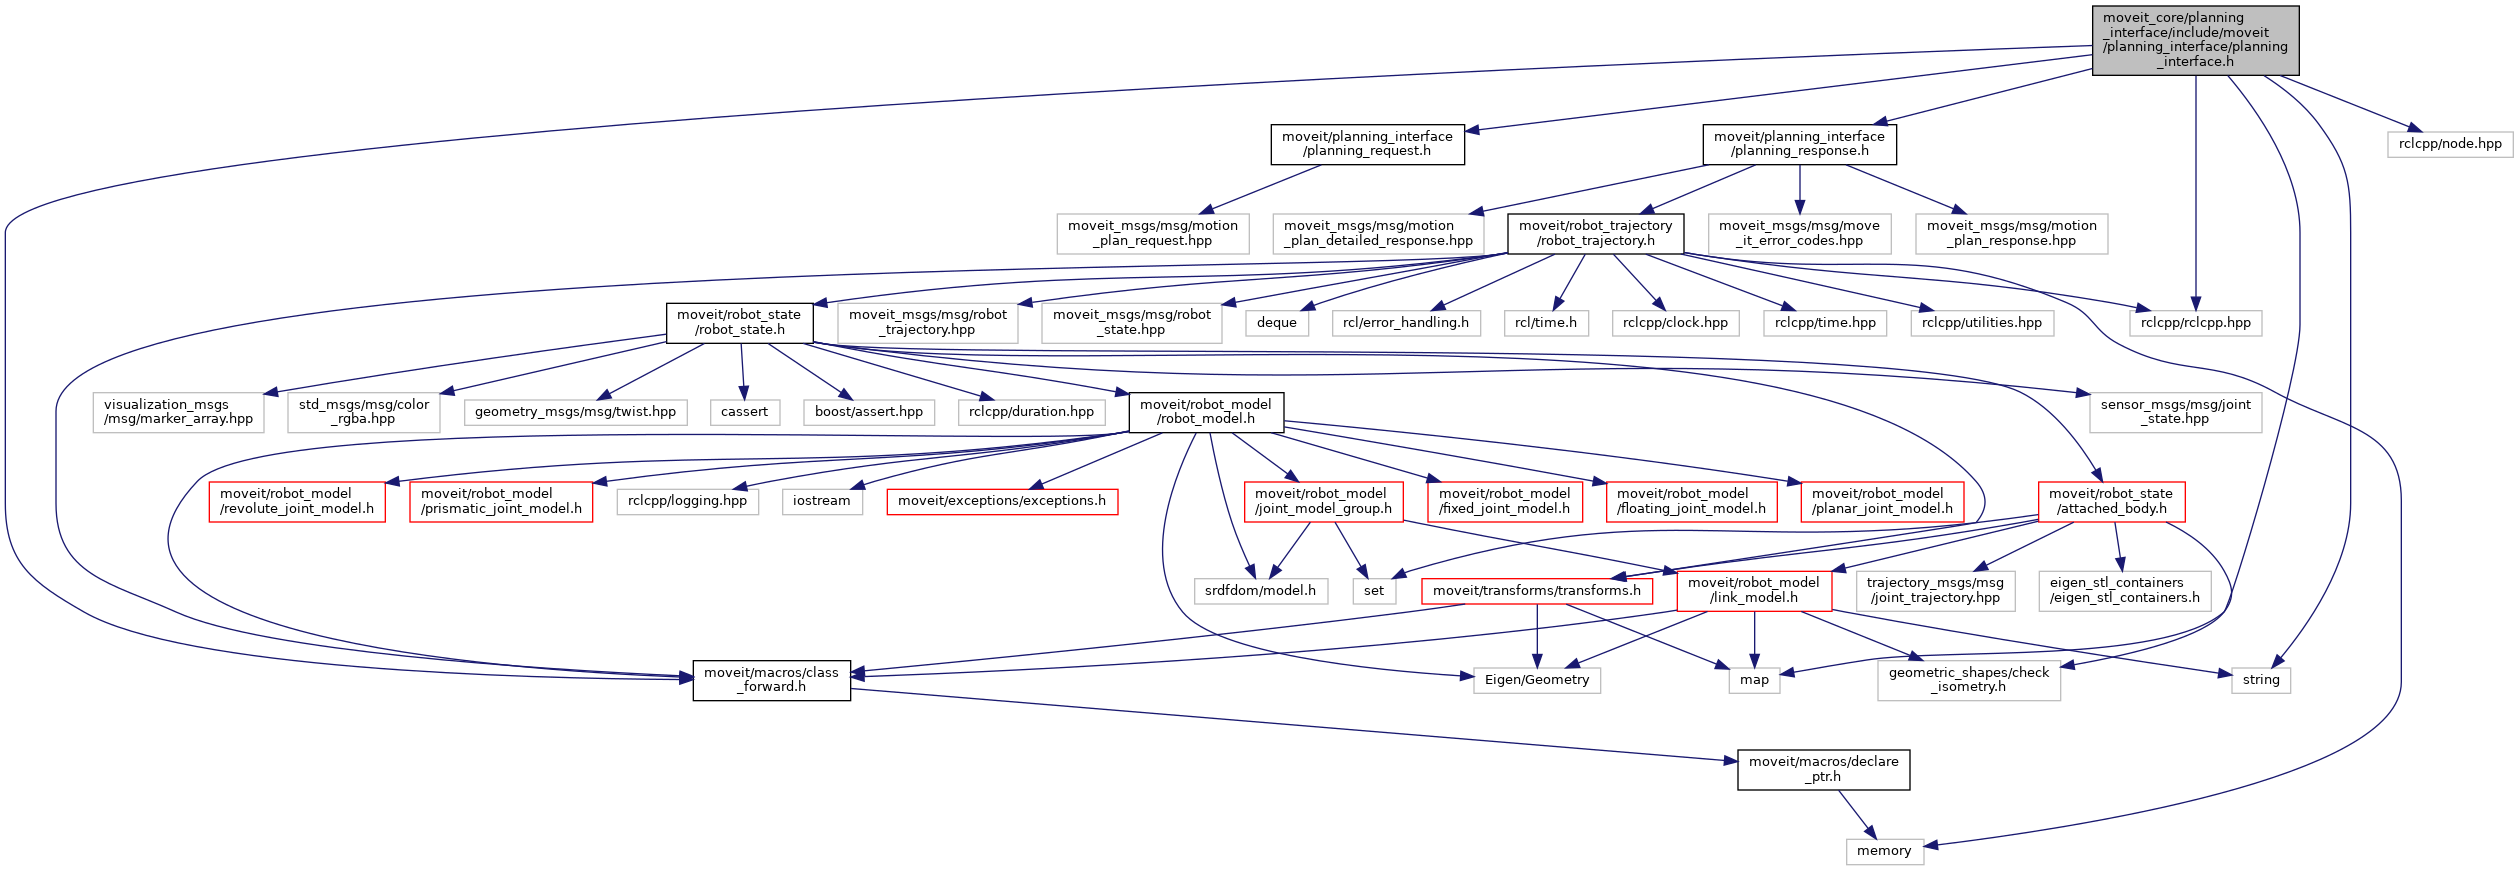 moveit_core/planning
_interface/include/moveit
/planning_interface/planning
_interface.h
moveit/planning_interface
/planning_request.h
moveit/planning_interface
/planning_response.h
rclcpp/node.hpp
moveit_msgs/msg/motion
_plan_request.hpp
moveit_msgs/msg/motion
_plan_detailed_response.hpp
moveit/robot_trajectory
/robot_trajectory.h
moveit_msgs/msg/move
_it_error_codes.hpp
moveit_msgs/msg/motion
_plan_response.hpp
moveit/robot_state
/robot_state.h
moveit_msgs/msg/robot
_trajectory.hpp
moveit_msgs/msg/robot
_state.hpp
deque
rcl/error_handling.h
rcl/time.h
rclcpp/clock.hpp
rclcpp/time.hpp
rclcpp/utilities.hpp
rclcpp/rclcpp.hpp
visualization_msgs
/msg/marker_array.hpp
std_msgs/msg/color
_rgba.hpp
geometry_msgs/msg/twist.hpp
cassert
boost/assert.hpp
rclcpp/duration.hpp
moveit/robot_model
/robot_model.h
sensor_msgs/msg/joint
_state.hpp
moveit/robot_model
/revolute_joint_model.h
moveit/robot_model
/prismatic_joint_model.h
rclcpp/logging.hpp
iostream
moveit/exceptions/exceptions.h
moveit/robot_model
/joint_model_group.h
moveit/robot_model
/fixed_joint_model.h
moveit/robot_model
/floating_joint_model.h
moveit/robot_model
/planar_joint_model.h
moveit/robot_state
/attached_body.h
srdfdom/model.h
set
moveit/transforms/transforms.h
moveit/robot_model
/link_model.h
trajectory_msgs/msg
/joint_trajectory.hpp
eigen_stl_containers
/eigen_stl_containers.h
moveit/macros/class
_forward.h
Eigen/Geometry
map
geometric_shapes/check
_isometry.h
string
moveit/macros/declare
_ptr.h
memory